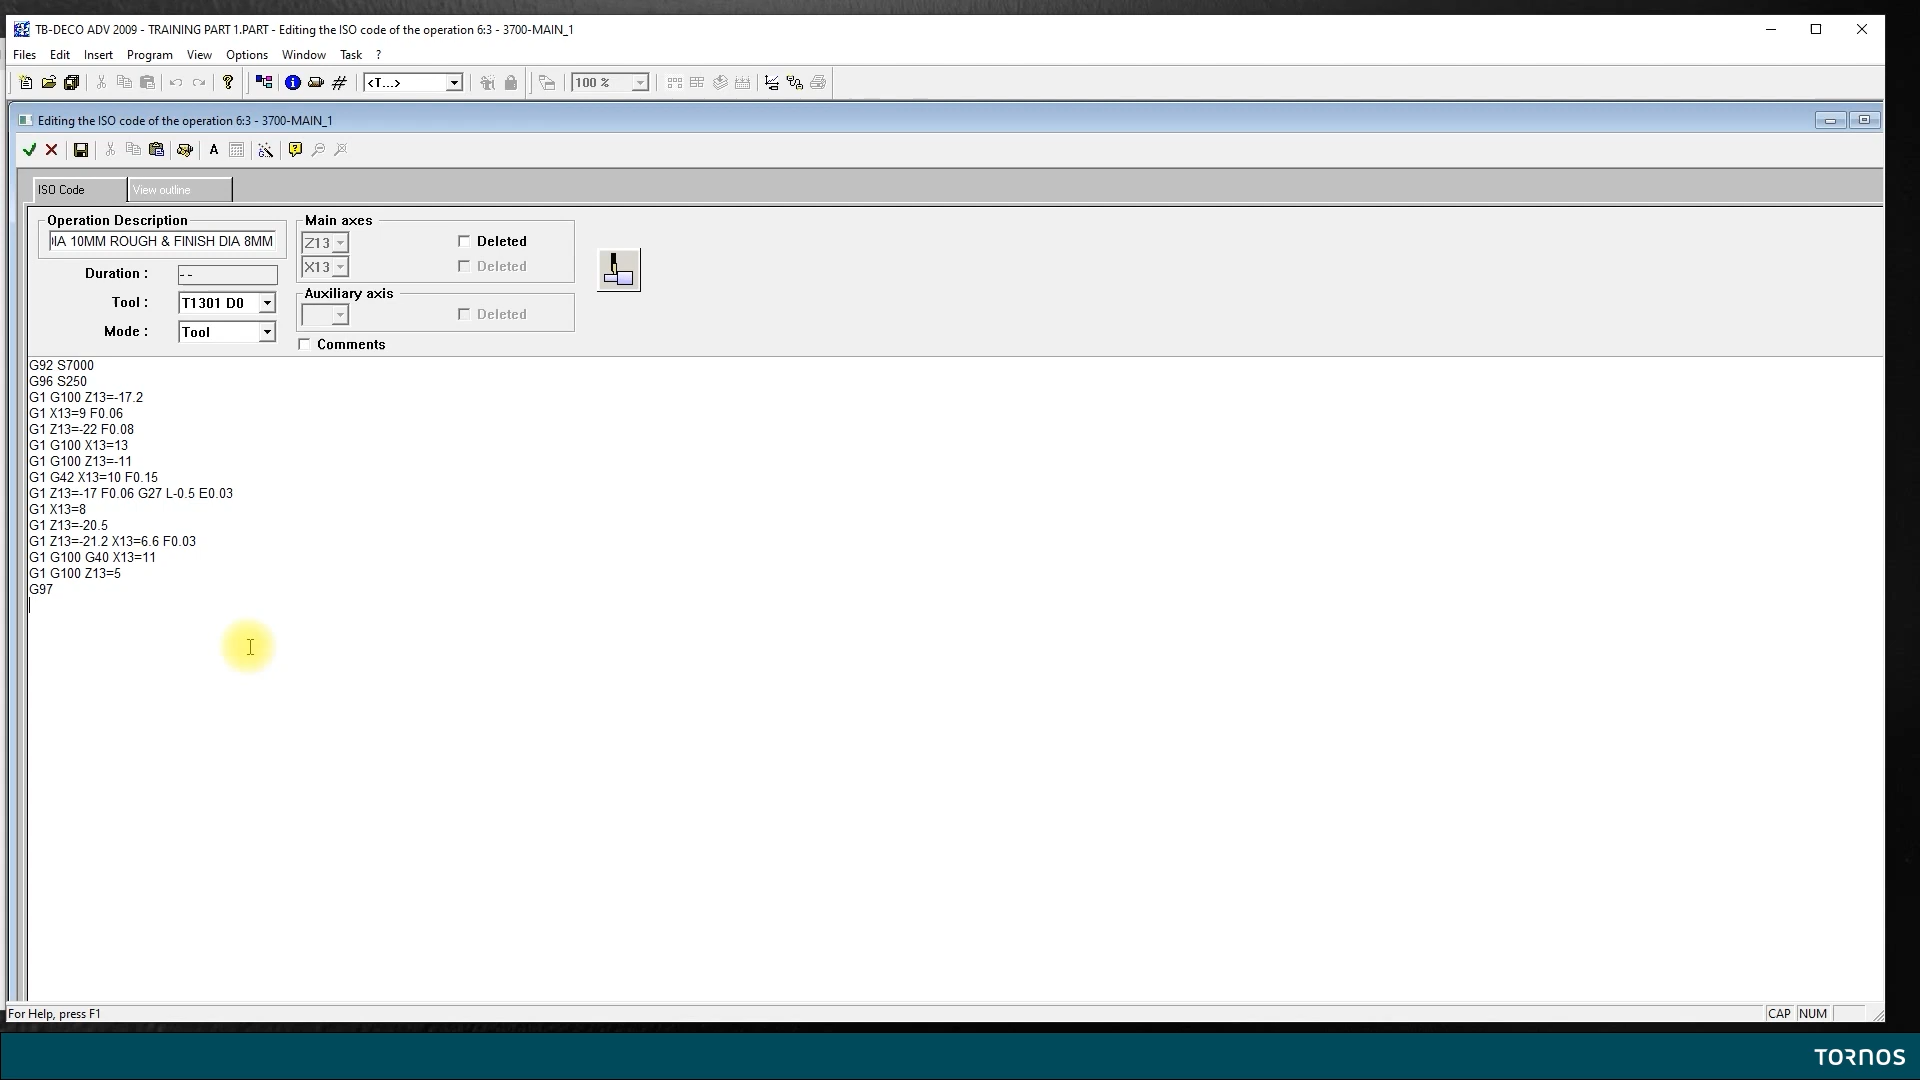 TB-DECO ADV 2009 - TRAINING PART 1.PART - Editing the ISO code of the operation 6:3 - 3700-MAIN_1
Files Edit Insert Program View Options Window Task ?
<T...> 100 %
Editing the ISO code of the operation 6:3 - 3700-MAIN_1
ISO Code View outline
Operation Description
IA 10MM ROUGH & FINISH DIA 8MM
Duration : --
Tool : T1301 D0
Mode : Tool
Main axes
Z13 Deleted
X13 Deleted
Auxiliary axis
Deleted
Comments
G92 S7000
G96 S250
G1 G100 Z13=-17.2
G1 X13=9 F0.06
G1 Z13=-22 F0.08
G1 G100 X13=13
G1 G100 Z13=-11
G1 G42 X13=10 F0.15
G1 Z13=-17 F0.06 G27 L-0.5 E0.03
G1 X13=8
G1 Z13=-20.5
G1 Z13=-21.2 X13=6.6 F0.03
G1 G100 G40 X13=11
G1 G100 Z13=5
G97
For Help, press F1
CAP NUM
TORNOS